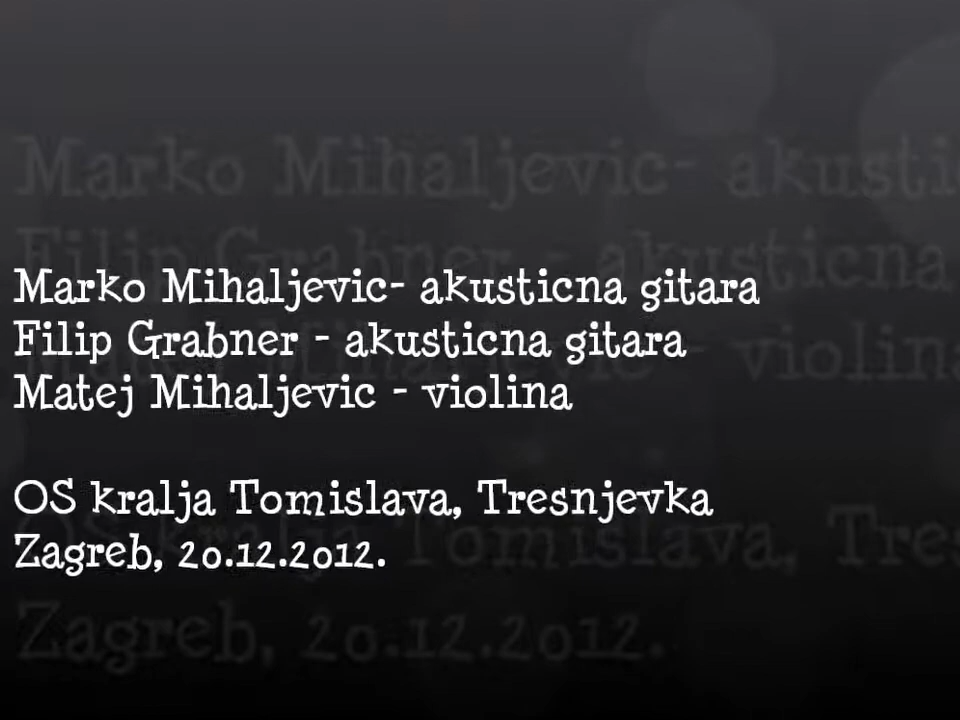 Marko Mihaljevic- akusticna gitara
Filip Grabner - akusticna gitara
Matej Mihaljevic - violina
OS kralja Tomislava, Tresnjevka
Zagreb, 20.12.2012.